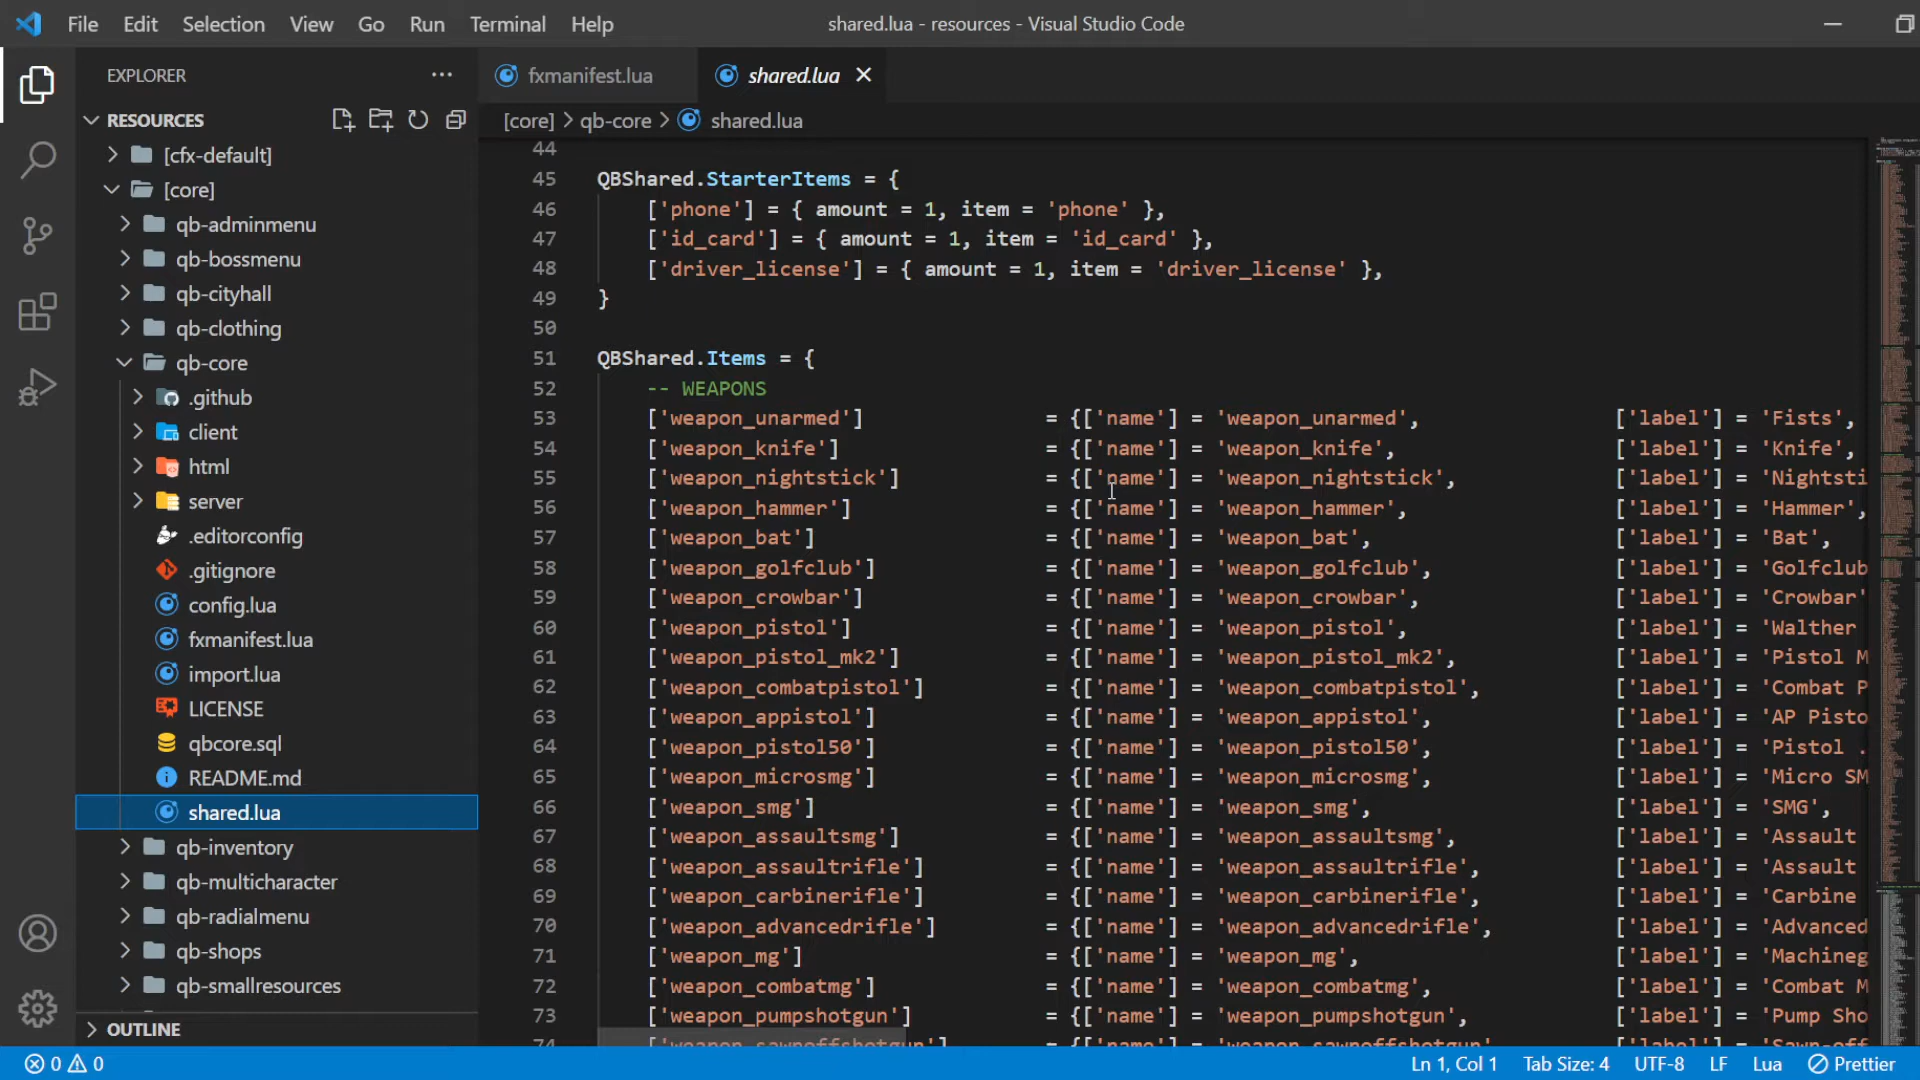 File Edit Selection View Go Run Terminal Help
shared.lua - resources - Visual Studio Code
EXPLORER
RESOURCES
[cfx-default]
[core]
qb-adminmenu
qb-bossmenu
qb-cityhall
qb-clothing
qb-core
.github
client
html
server
.editorconfig
.gitignore
config.lua
fxmanifest.lua
import.lua
LICENSE
qbcore.sql
README.md
shared.lua
qb-inventory
qb-multicharacter
qb-radialmenu
qb-shops
qb-smallresources
OUTLINE
fxmanifest.lua shared.lua
[core] > qb-core > shared.lua
44
45 QBShared.StarterItems = {
46 ['phone'] = { amount = 1, item = 'phone' },
47 ['id_card'] = { amount = 1, item = 'id_card' },
48 ['driver_license'] = { amount = 1, item = 'driver_license' },
49 }
50
51 QBShared.Items = {
52 -- WEAPONS
53 ['weapon_unarmed'] = {['name'] = 'weapon_unarmed', ['label'] = 'Fists',
54 ['weapon_knife'] = {['name'] = 'weapon_knife', ['label'] = 'Knife',
55 ['weapon_nightstick'] = {['name'] = 'weapon_nightstick', ['label'] = 'Nightsti
56 ['weapon_hammer'] = {['name'] = 'weapon_hammer', ['label'] = 'Hammer',
57 ['weapon_bat'] = {['name'] = 'weapon_bat', ['label'] = 'Bat',
58 ['weapon_golfclub'] = {['name'] = 'weapon_golfclub', ['label'] = 'Golfclub
59 ['weapon_crowbar'] = {['name'] = 'weapon_crowbar', ['label'] = 'Crowbar'
60 ['weapon_pistol'] = {['name'] = 'weapon_pistol', ['label'] = 'Walther
61 ['weapon_pistol_mk2'] = {['name'] = 'weapon_pistol_mk2', ['label'] = 'Pistol M
62 ['weapon_combatpistol'] = {['name'] = 'weapon_combatpistol', ['label'] = 'Combat P
63 ['weapon_appistol'] = {['name'] = 'weapon_appistol', ['label'] = 'AP Pisto
64 ['weapon_pistol50'] = {['name'] = 'weapon_pistol50', ['label'] = 'Pistol .
65 ['weapon_microsmg'] = {['name'] = 'weapon_microsmg', ['label'] = 'Micro SM
66 ['weapon_smg'] = {['name'] = 'weapon_smg', ['label'] = 'SMG',
67 ['weapon_assaultsmg'] = {['name'] = 'weapon_assaultsmg', ['label'] = 'Assault
68 ['weapon_assaultrifle'] = {['name'] = 'weapon_assaultrifle', ['label'] = 'Assault
69 ['weapon_carbinerifle'] = {['name'] = 'weapon_carbinerifle', ['label'] = 'Carbine
70 ['weapon_advancedrifle'] = {['name'] = 'weapon_advancedrifle', ['label'] = 'Advanced
71 ['weapon_mg'] = {['name'] = 'weapon_mg', ['label'] = 'Machineg
72 ['weapon_combatmg'] = {['name'] = 'weapon_combatmg', ['label'] = 'Combat M
73 ['weapon_pumpshotgun'] = {['name'] = 'weapon_pumpshotgun', ['label'] = 'Pump Sho
74 ['weapon_sawnoffshotgun'] = {['name'] = 'weapon_sawnoffshotgun', ['label'] = 'Sawn-off
0 0 Ln 1, Col 1 Tab Size: 4 UTF-8 LF Lua Prettier